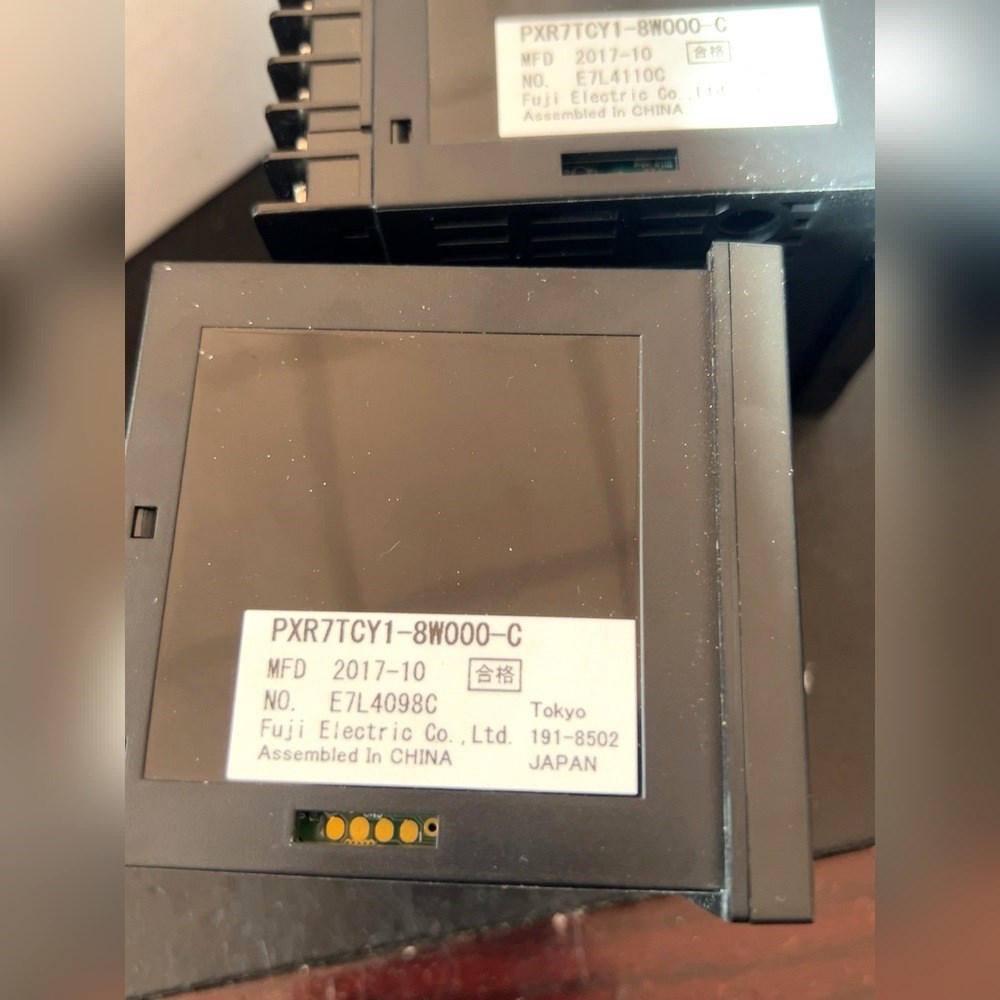 PXR7TCY1-8W000-C
MFD 2017-10 合格
NO. E7L4110C
Fuji Electric Co.,Ltd.
Assembled In CHINA
PXR7TCY1-8W000-C
MFD 2017-10 合格
NO. E7L4098C
Fuji Electric Co.,Ltd.
Assembled In CHINA
Tokyo
191-8502
JAPAN